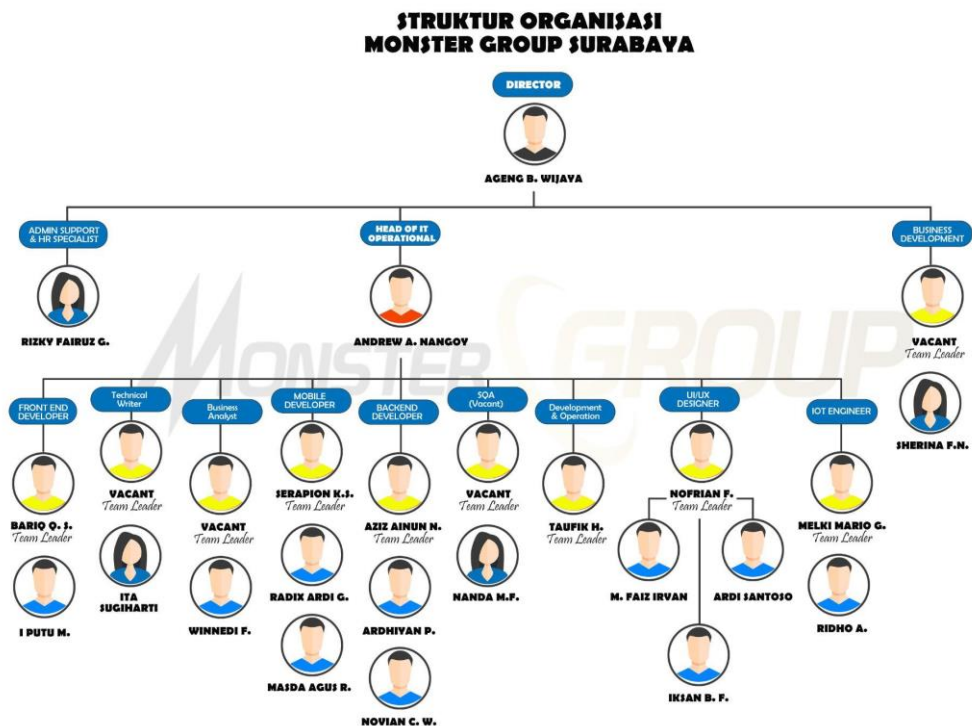 STRUKTUR ORGANISASI
MONSTER GROUP SURABAYA
DIRECTOR
AGENG B. WIJAYA
ADMIN SUPPORT
& HR SPECIALIST
RIZKY FAIRUZ G.
HEAD OF IT
OPERATIONAL
ANDREW A. NANGOY
BUSINESS
DEVELOPMENT
VACANT
Team Leader
SHERINA F.N.
MONSTER GROUP
FRONT END
DEVELOPER
BARIQ Q. S.
Team Leader
I PUTU M.
Technical
Writer
VACANT
Team Leader
ITA
SUGIHARTI
Business
Analyst
VACANT
Team Leader
WINNEDI F.
MOBILE
DEVELOPER
SERAPION K.S.
Team Leader
RADIX ARDI G.
MASDA AGUS R.
BACKEND
DEVELOPER
AZIZ AINUN N.
Team Leader
ARDHIYAN P.
NOVIAN C. W.
SQA
(Vacant)
VACANT
Team Leader
NANDA M.F.
Development
& Operation
TAUFIK H.
Team Leader
UI/UX
DESIGNER
NOFRIAN F.
Team Leader
M. FAIZ IRVAN
ARDI SANTOSO
IKSAN B. F.
IOT ENGINEER
MELKI MARIO G.
Team Leader
RIDHO A.